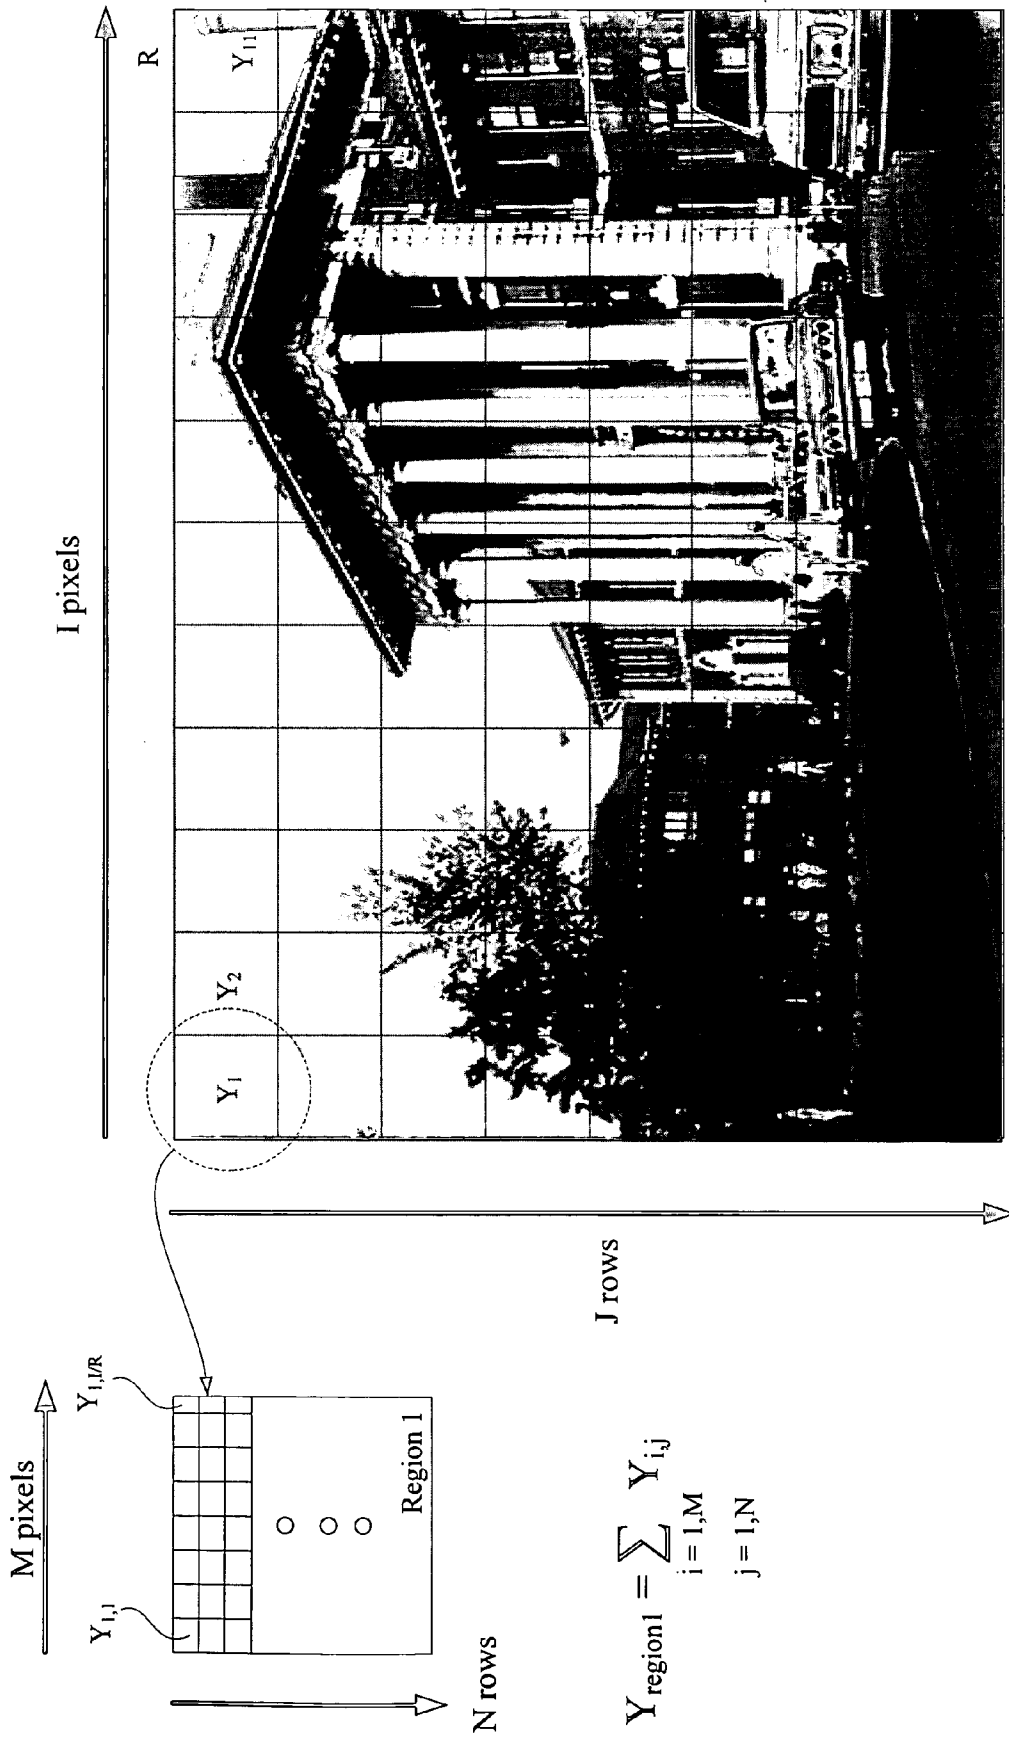 I pixels
R
Y1
Y2
Y11
J rows
M pixels
Y1,1
Y1,I/R
Region 1
N rows
Yregion1 = ∑ Yi,j
i = 1,M
j = 1,N